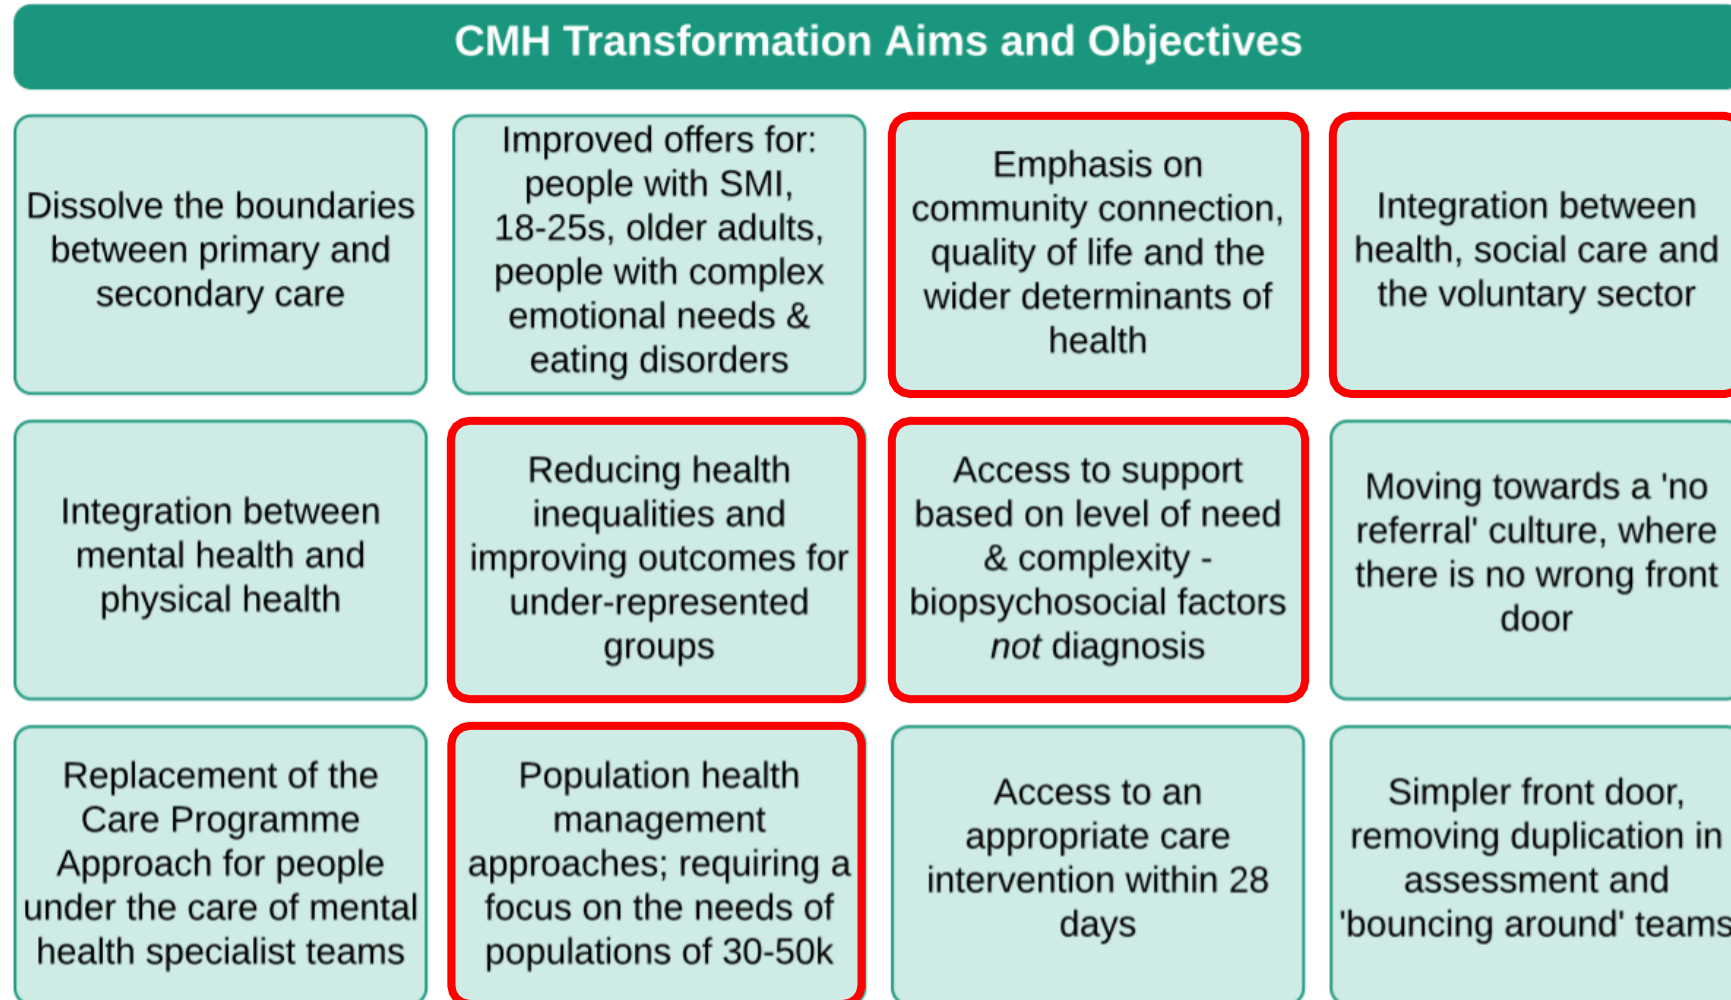 CMH Transformation Aims and Objectives
Dissolve the boundaries
between primary and
secondary care
Improved offers for:
people with SMI,
18-25s, older adults,
people with complex
emotional needs &
eating disorders
Emphasis on
community connection,
quality of life and the
wider determinants of
health
Integration between
health, social care and
the voluntary sector
Integration between
mental health and
physical health
Reducing health
inequalities and
improving outcomes for
under-represented
groups
Access to support
based on level of need
& complexity -
biopsychosocial factors
not diagnosis
Moving towards a 'no
referral' culture, where
there is no wrong front
door
Replacement of the
Care Programme
Approach for people
under the care of mental
health specialist teams
Population health
management
approaches; requiring a
focus on the needs of
populations of 30-50k
Access to an
appropriate care
intervention within 28
days
Simpler front door,
removing duplication in
assessment and
'bouncing around' teams